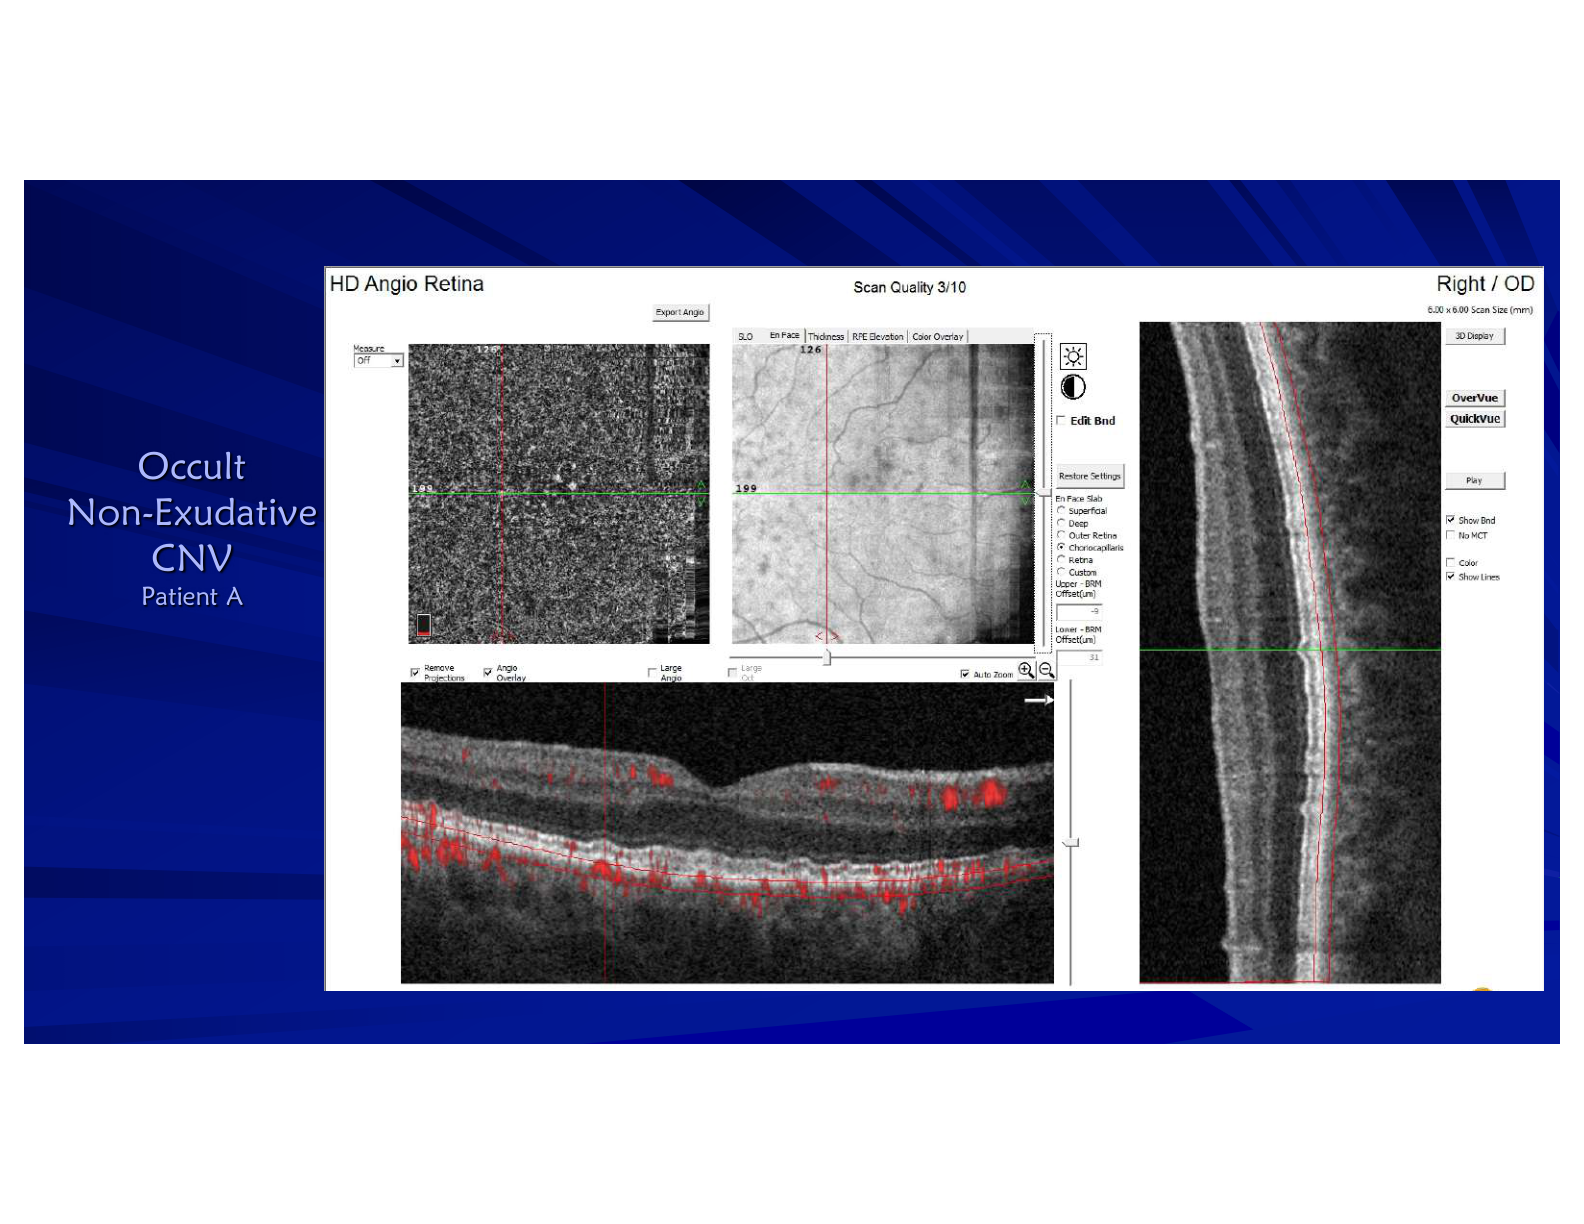 Occult
Non-Exudative
CNV
Patient A
HD Angio Retina
Scan Quality 3/10
Right / OD
6.00 x 6.00 Scan Size (mm)
Export Angio
Measure
Off
SLO
En Face
Thickness
RPE Elevation
Color Overlay
126
199
126
199
Edit Bnd
Restore Settings
En Face Slab
Superficial
Deep
Outer Retina
Choriocapillaris
Retina
Custom
Upper - BRM
Offset(um)
-9
Lower - BRM
Offset(um)
31
Remove
Projections
Angio
Overlay
Large
Angio
Large
Oct
Auto Zoom
3D Display
OverVue
QuickVue
Play
Show Bnd
No MCT
Color
Show Lines